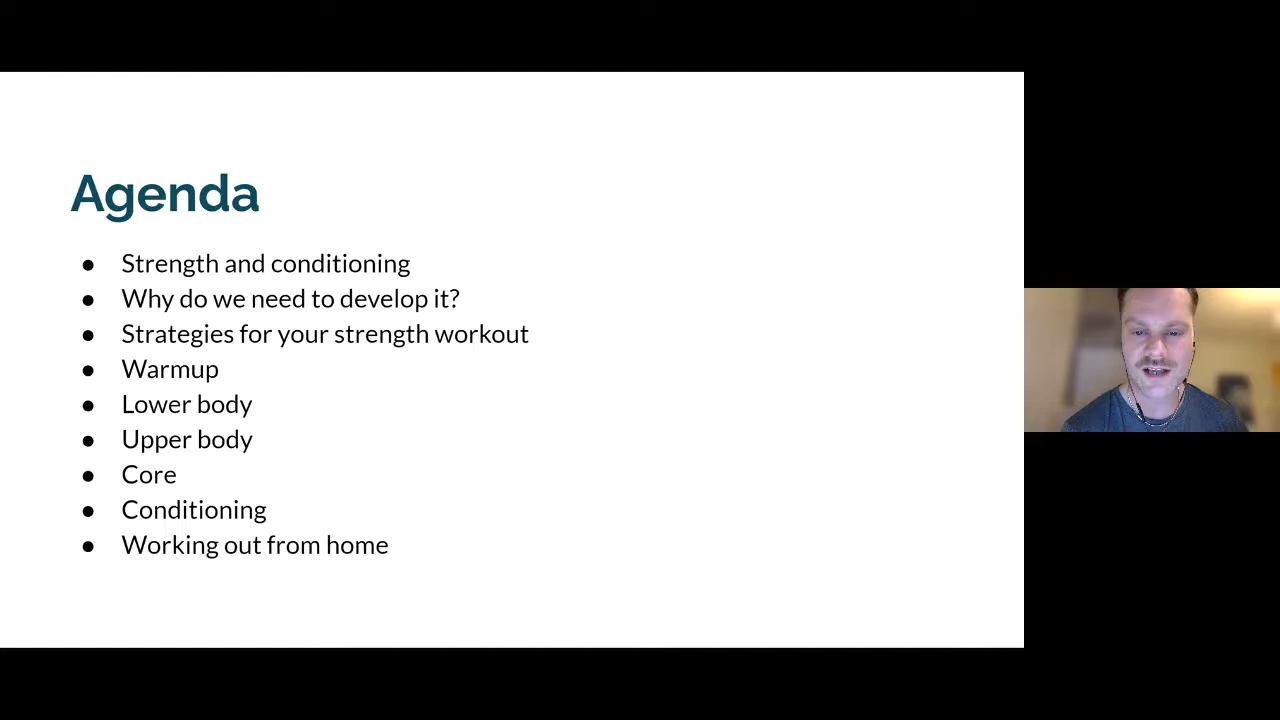 Agenda
● Strength and conditioning
● Why do we need to develop it?
● Strategies for your strength workout
● Warmup
● Lower body
● Upper body
● Core
● Conditioning
● Working out from home